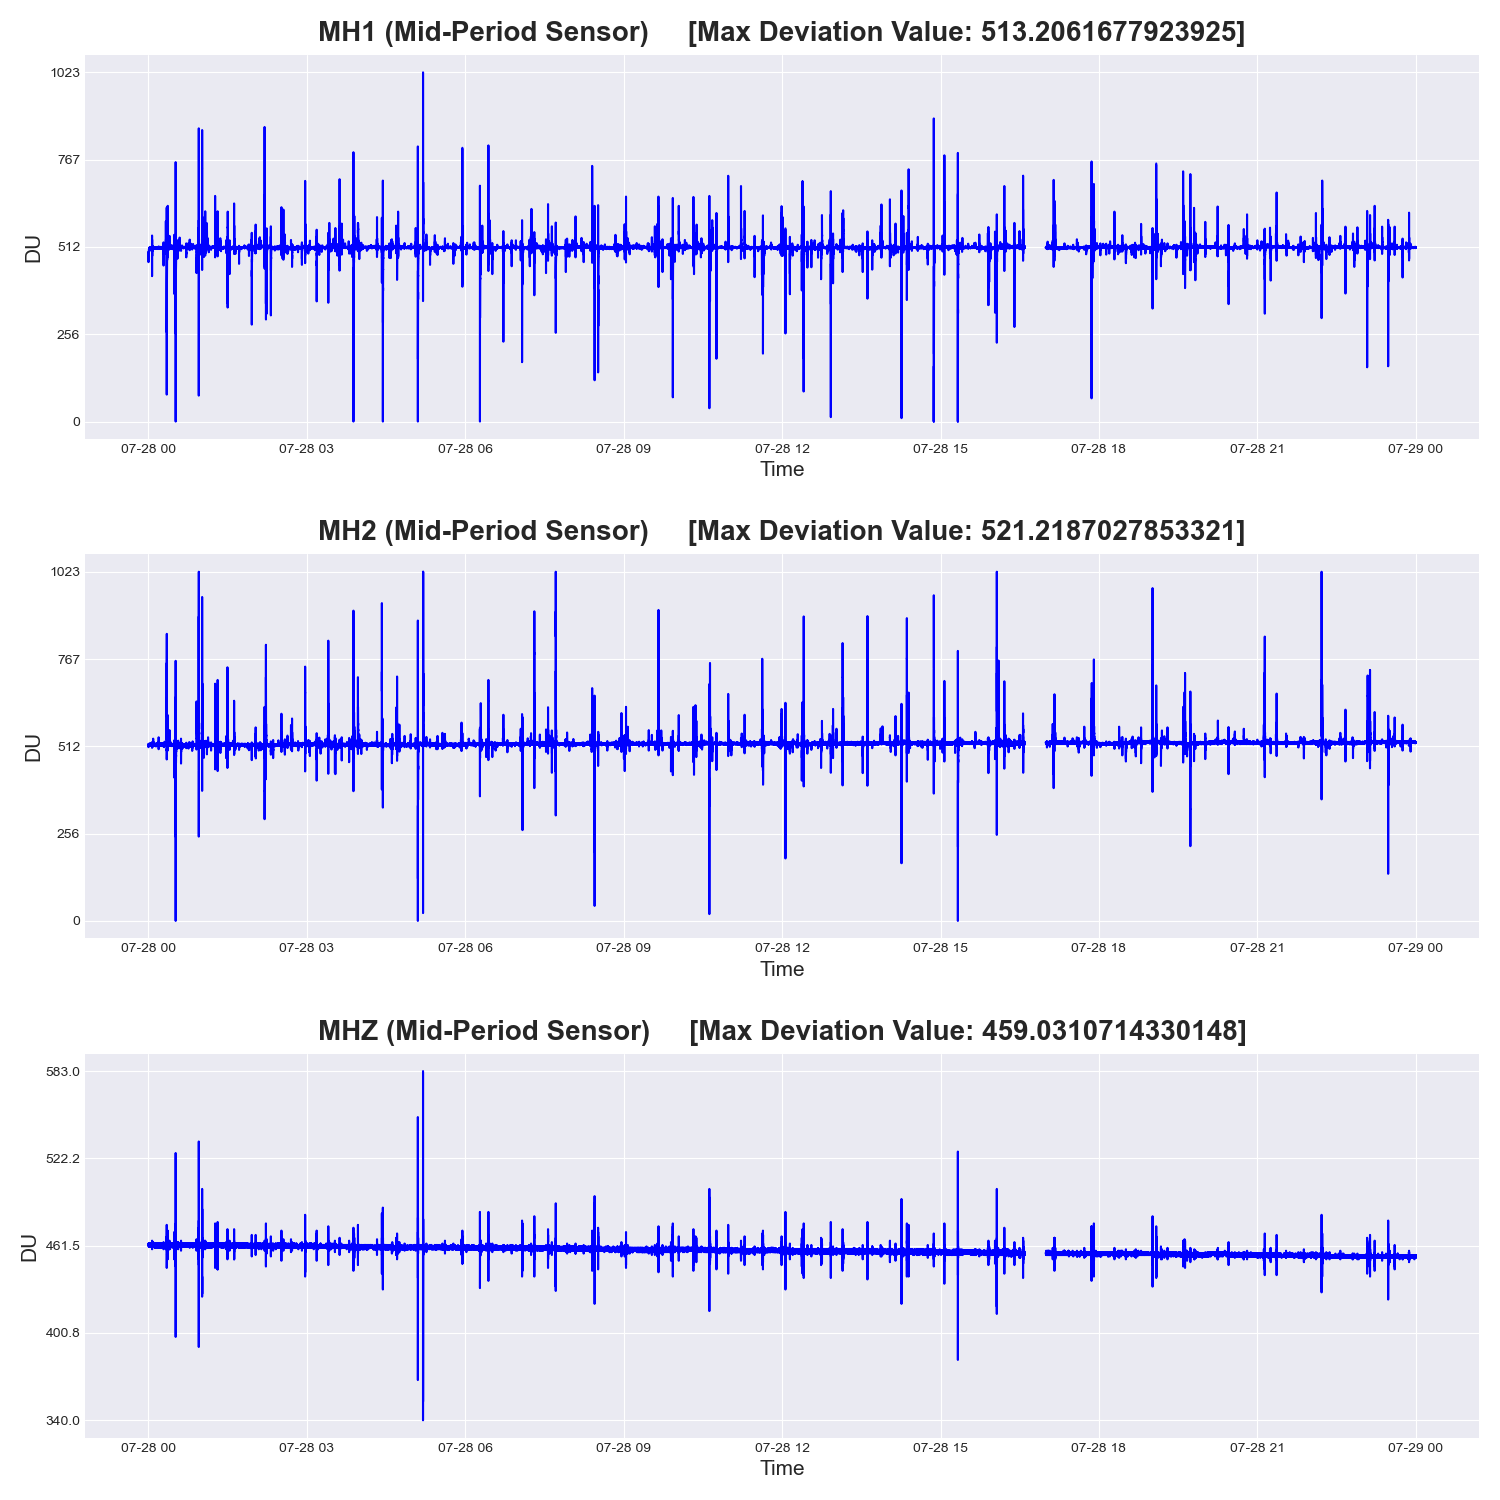 MH1 (Mid-Period Sensor)     [Max Deviation Value: 513.2061677923925]
1023
767
512
256
0
DU
07-28 00 07-28 03 07-28 06 07-28 09 07-28 12 07-28 15 07-28 18 07-28 21 07-29 00
Time
MH2 (Mid-Period Sensor)     [Max Deviation Value: 521.2187027853321]
1023
767
512
256
0
DU
07-28 00 07-28 03 07-28 06 07-28 09 07-28 12 07-28 15 07-28 18 07-28 21 07-29 00
Time
MHZ (Mid-Period Sensor)     [Max Deviation Value: 459.0310714330148]
583.0
522.2
461.5
400.8
340.0
DU
07-28 00 07-28 03 07-28 06 07-28 09 07-28 12 07-28 15 07-28 18 07-28 21 07-29 00
Time